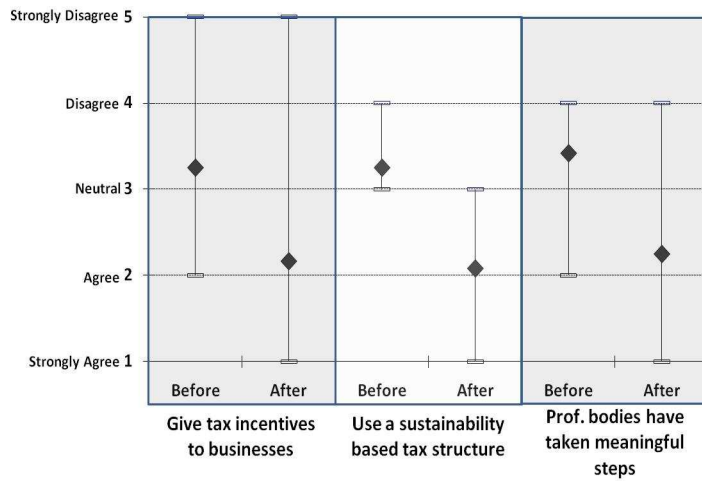 Strongly Disagree 5
Disagree 4
Neutral 3
Agree 2
Strongly Agree 1
Before After Before After Before After
Give tax incentives
to businesses
Use a sustainability
based tax structure
Prof. bodies have
taken meaningful
steps